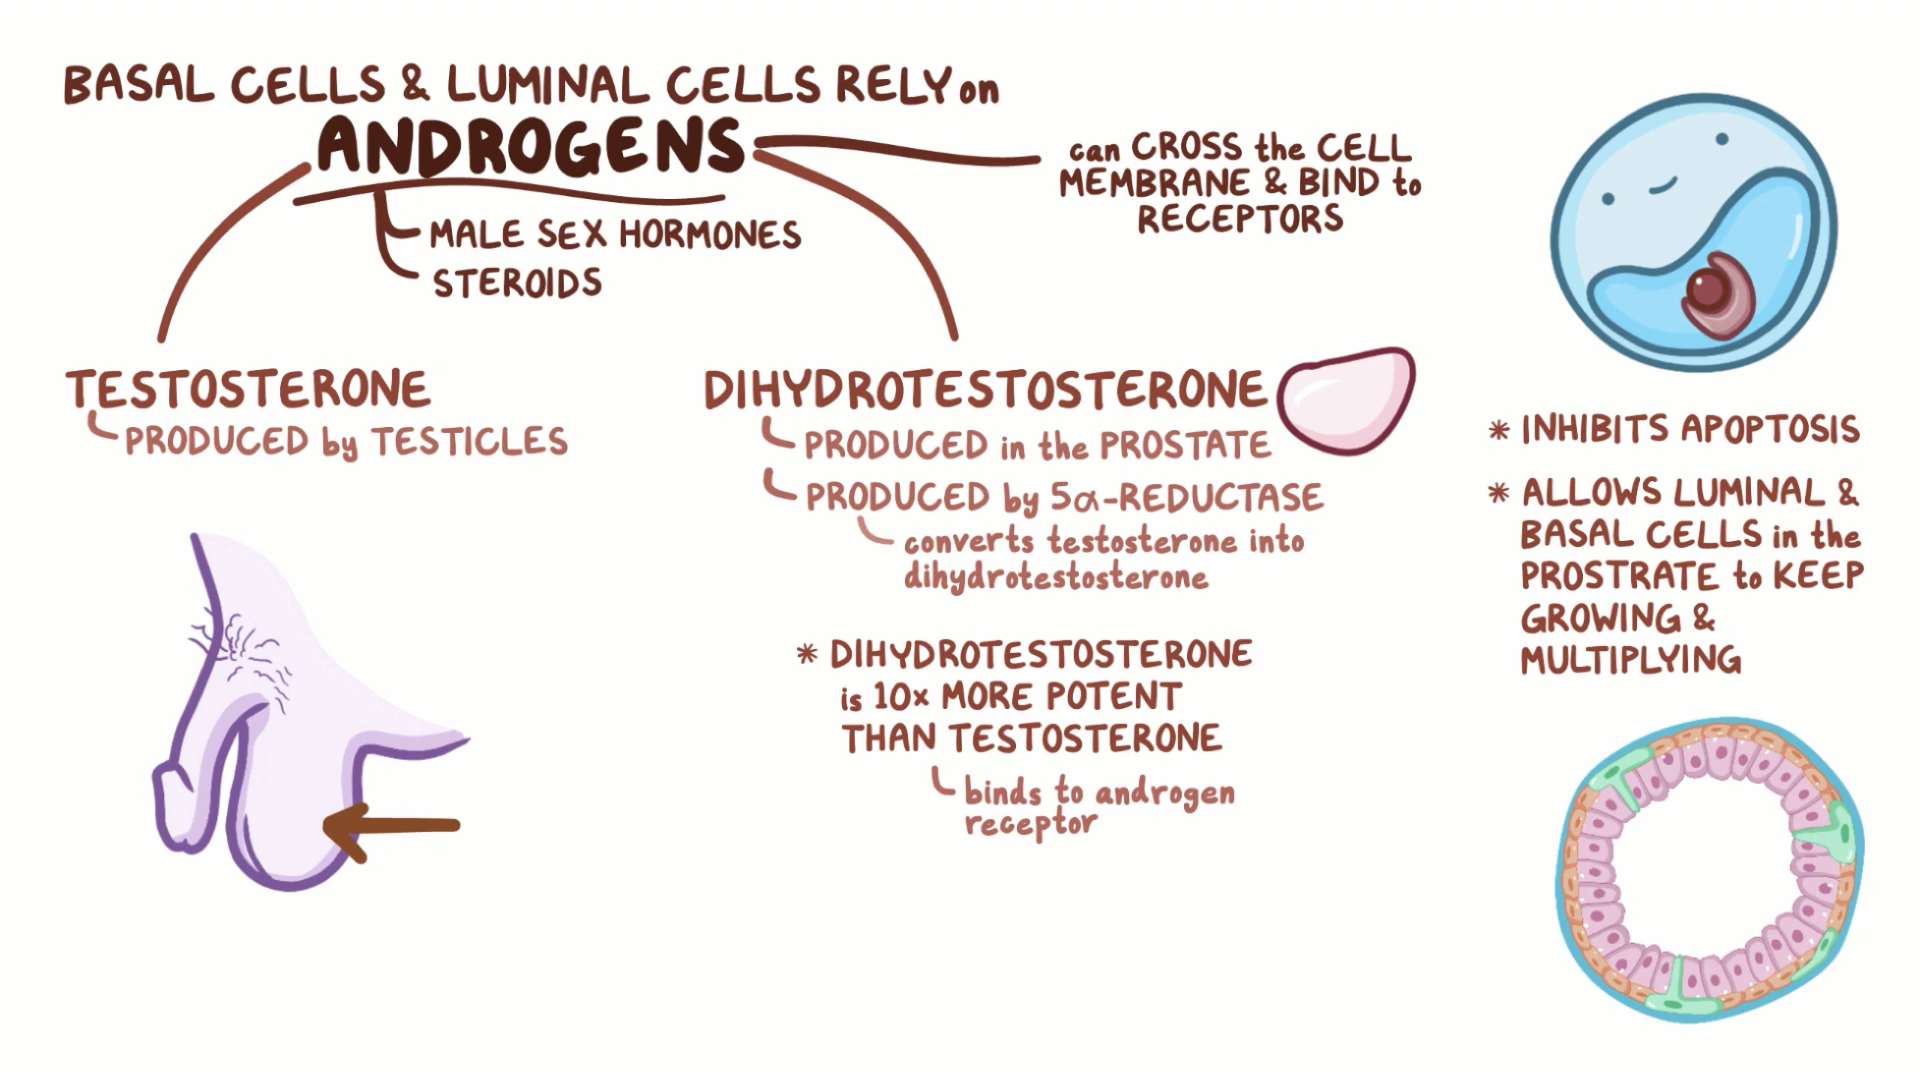 BASAL CELLS & LUMINAL CELLS RELY on
ANDROGENS
MALE SEX HORMONES
STEROIDS
can CROSS the CELL
MEMBRANE & BIND to
RECEPTORS
TESTOSTERONE
PRODUCED by TESTICLES
DIHYDROTESTOSTERONE
PRODUCED in the PROSTATE
PRODUCED by 5α-REDUCTASE
converts testosterone into
dihydrotestosterone
* DIHYDROTESTOSTERONE
is 10x MORE POTENT
THAN TESTOSTERONE
binds to androgen
receptor
* INHIBITS APOPTOSIS
* ALLOWS LUMINAL &
BASAL CELLS in the
PROSTRATE to KEEP
GROWING &
MULTIPLYING